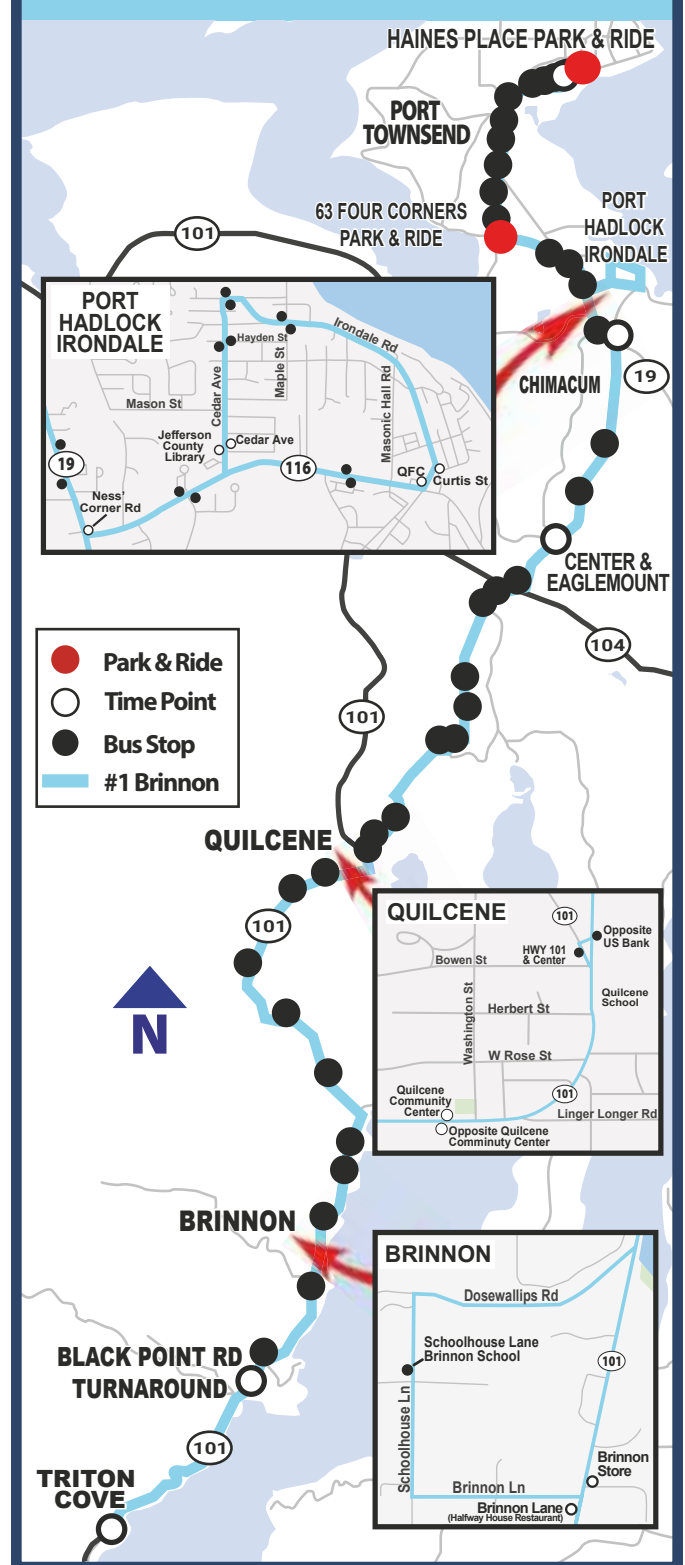 HAINES PLACE PARK & RIDE
PORT
TOWNSEND
63 FOUR CORNERS
PARK & RIDE
PORT
HADLOCK
IRONDALE
101
PORT
HADLOCK
IRONDALE
Hayden St
Irondale Rd
Maple St
Cedar Ave
Mason St
Masonic Hall Rd
Jefferson
County
Library
Cedar Ave
19
116
QFC
Curtis St
Ness'
Corner Rd
CHIMACUM
19
CENTER &
EAGLEMOUNT
104
Park & Ride
Time Point
Bus Stop
#1 Brinnon
101
QUILCENE
101
N
QUILCENE
101
Opposite
US Bank
HWY 101
& Center
Bowen St
Washington St
Quilcene
School
Herbert St
W Rose St
101
Quilcene
Community
Center
Linger Longer Rd
Opposite Quilcene
Comminuty Center
BRINNON
BRINNON
Dosewallips Rd
Schoolhouse Lane
Brinnon School
101
Schoolhouse Ln
Brinnon
Store
Brinnon Ln
Brinnon Lane
(Halfway House Restaurant)
BLACK POINT RD
TURNAROUND
101
TRITON
COVE